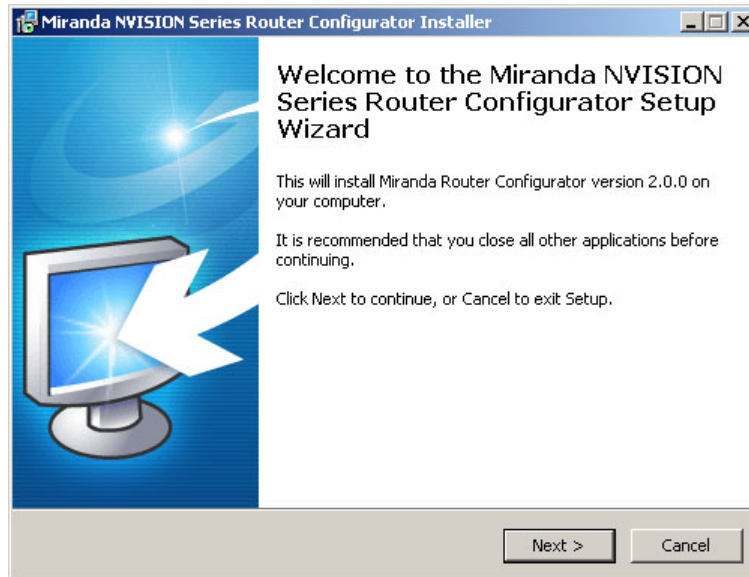 Miranda NVISION Series Router Configurator Installer
Welcome to the Miranda NVISION
Series Router Configurator Setup
Wizard
This will install Miranda Router Configurator version 2.0.0 on
your computer.
It is recommended that you close all other applications before
continuing.
Click Next to continue, or Cancel to exit Setup.
Next >
Cancel